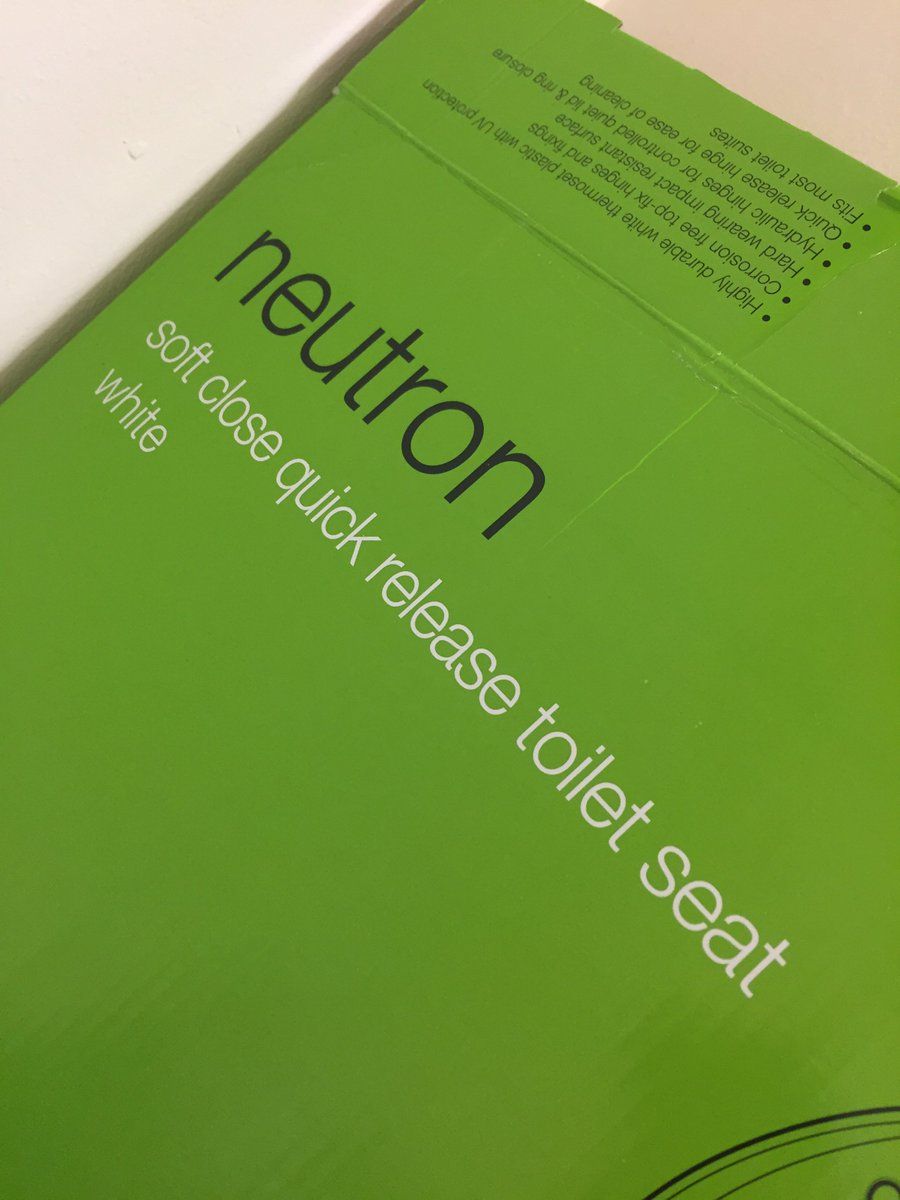 neutron
soft close quick release toilet seat
white
• Highly durable white thermoset plastic with UV protection
• Corrosion free top-fix hinges and fixings
• Hard wearing impact resistant surface
• Hydraulic hinges for controlled quiet lid & ring closure
• Quick release hinge for ease of cleaning
• Fits most toilet suites